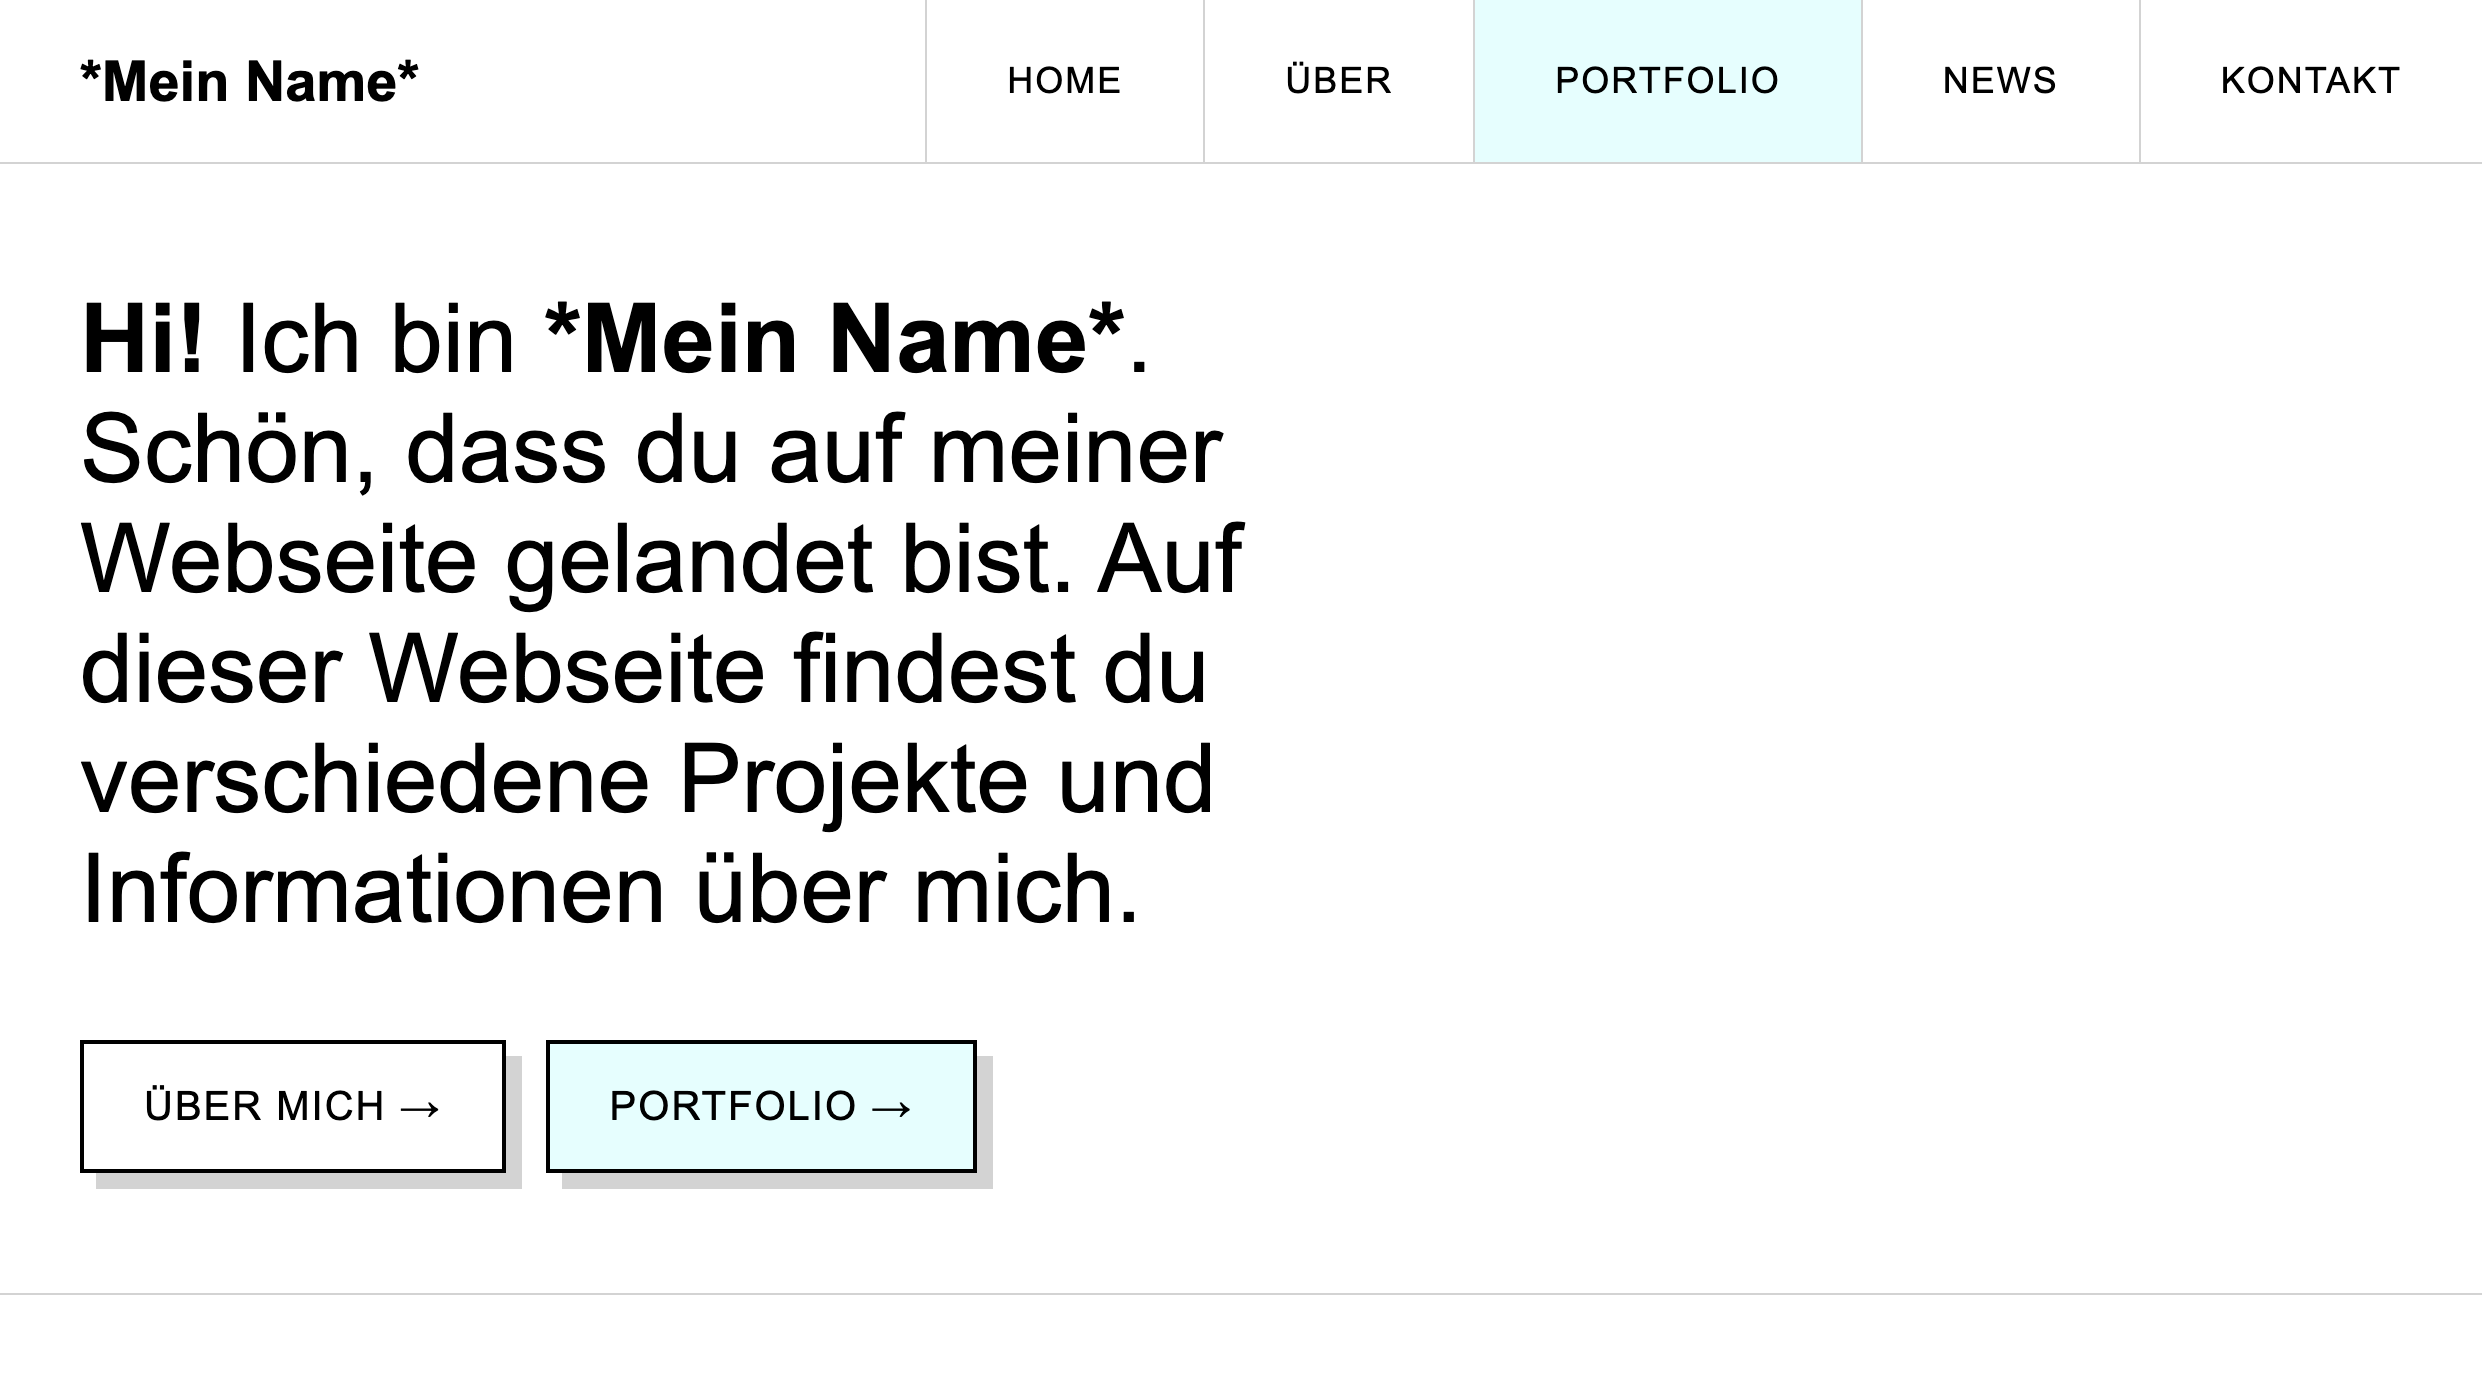 *Mein Name*
HOME
ÜBER
PORTFOLIO
NEWS
KONTAKT
Hi! Ich bin *Mein Name*.
Schön, dass du auf meiner
Webseite gelandet bist. Auf
dieser Webseite findest du
verschiedene Projekte und
Informationen über mich.
ÜBER MICH →
PORTFOLIO →